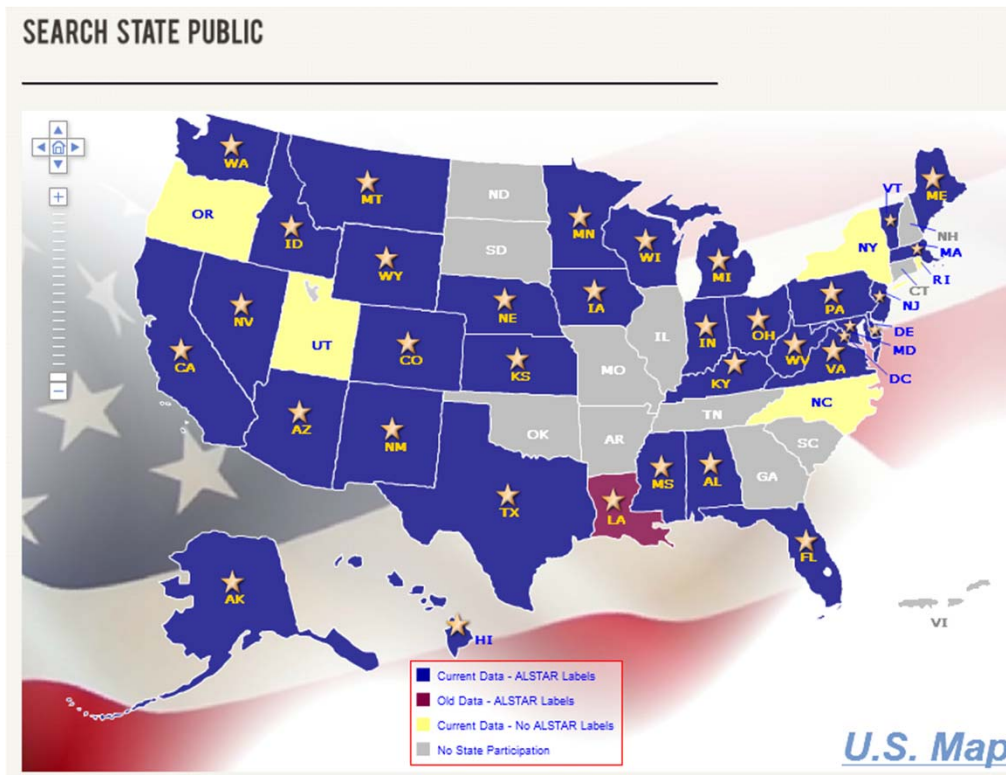 SEARCH STATE PUBLIC
WA
MT
ND
MN
VT
ME
OR
ID
SD
WI
MI
NY
NH
MA
WY
RI
CT
NV
NE
IA
PA
NJ
UT
CO
IL
IN
OH
DE
WV
MD
CA
KS
MO
KY
VA
DC
NC
AZ
NM
OK
AR
TN
SC
GA
MS
AL
TX
LA
FL
AK
VI
HI
Current Data - ALSTAR Labels
Old Data - ALSTAR Labels
Current Data - No ALSTAR Labels
No State Participation
U.S. Map